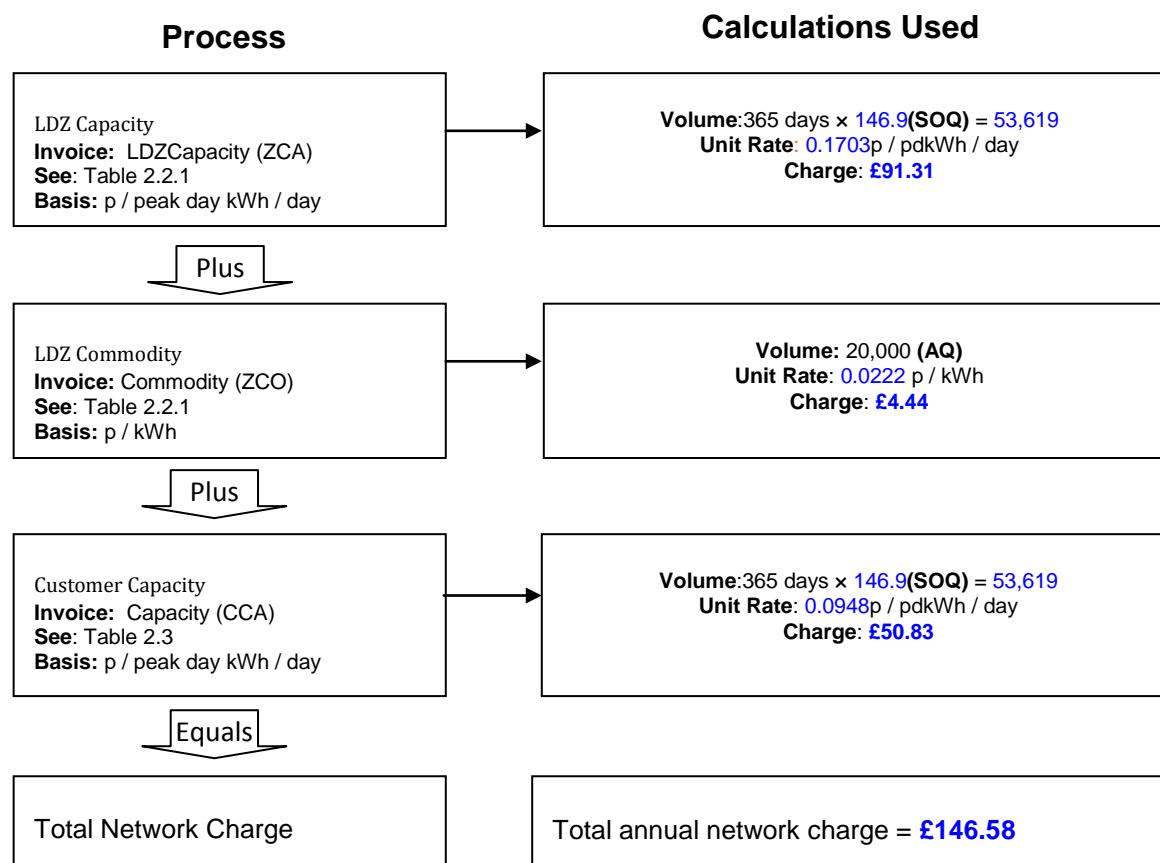 Process
Calculations Used
LDZ Capacity
Invoice: LDZCapacity (ZCA)
See: Table 2.2.1
Basis: p / peak day kWh / day
Volume:365 days × 146.9(SOQ) = 53,619
Unit Rate: 0.1703p / pdkWh / day
Charge: £91.31
Plus
LDZ Commodity
Invoice: Commodity (ZCO)
See: Table 2.2.1
Basis: p / kWh
Volume: 20,000 (AQ)
Unit Rate: 0.0222 p / kWh
Charge: £4.44
Plus
Customer Capacity
Invoice: Capacity (CCA)
See: Table 2.3
Basis: p / peak day kWh / day
Volume:365 days × 146.9(SOQ) = 53,619
Unit Rate: 0.0948p / pdkWh / day
Charge: £50.83
Equals
Total Network Charge
Total annual network charge = £146.58